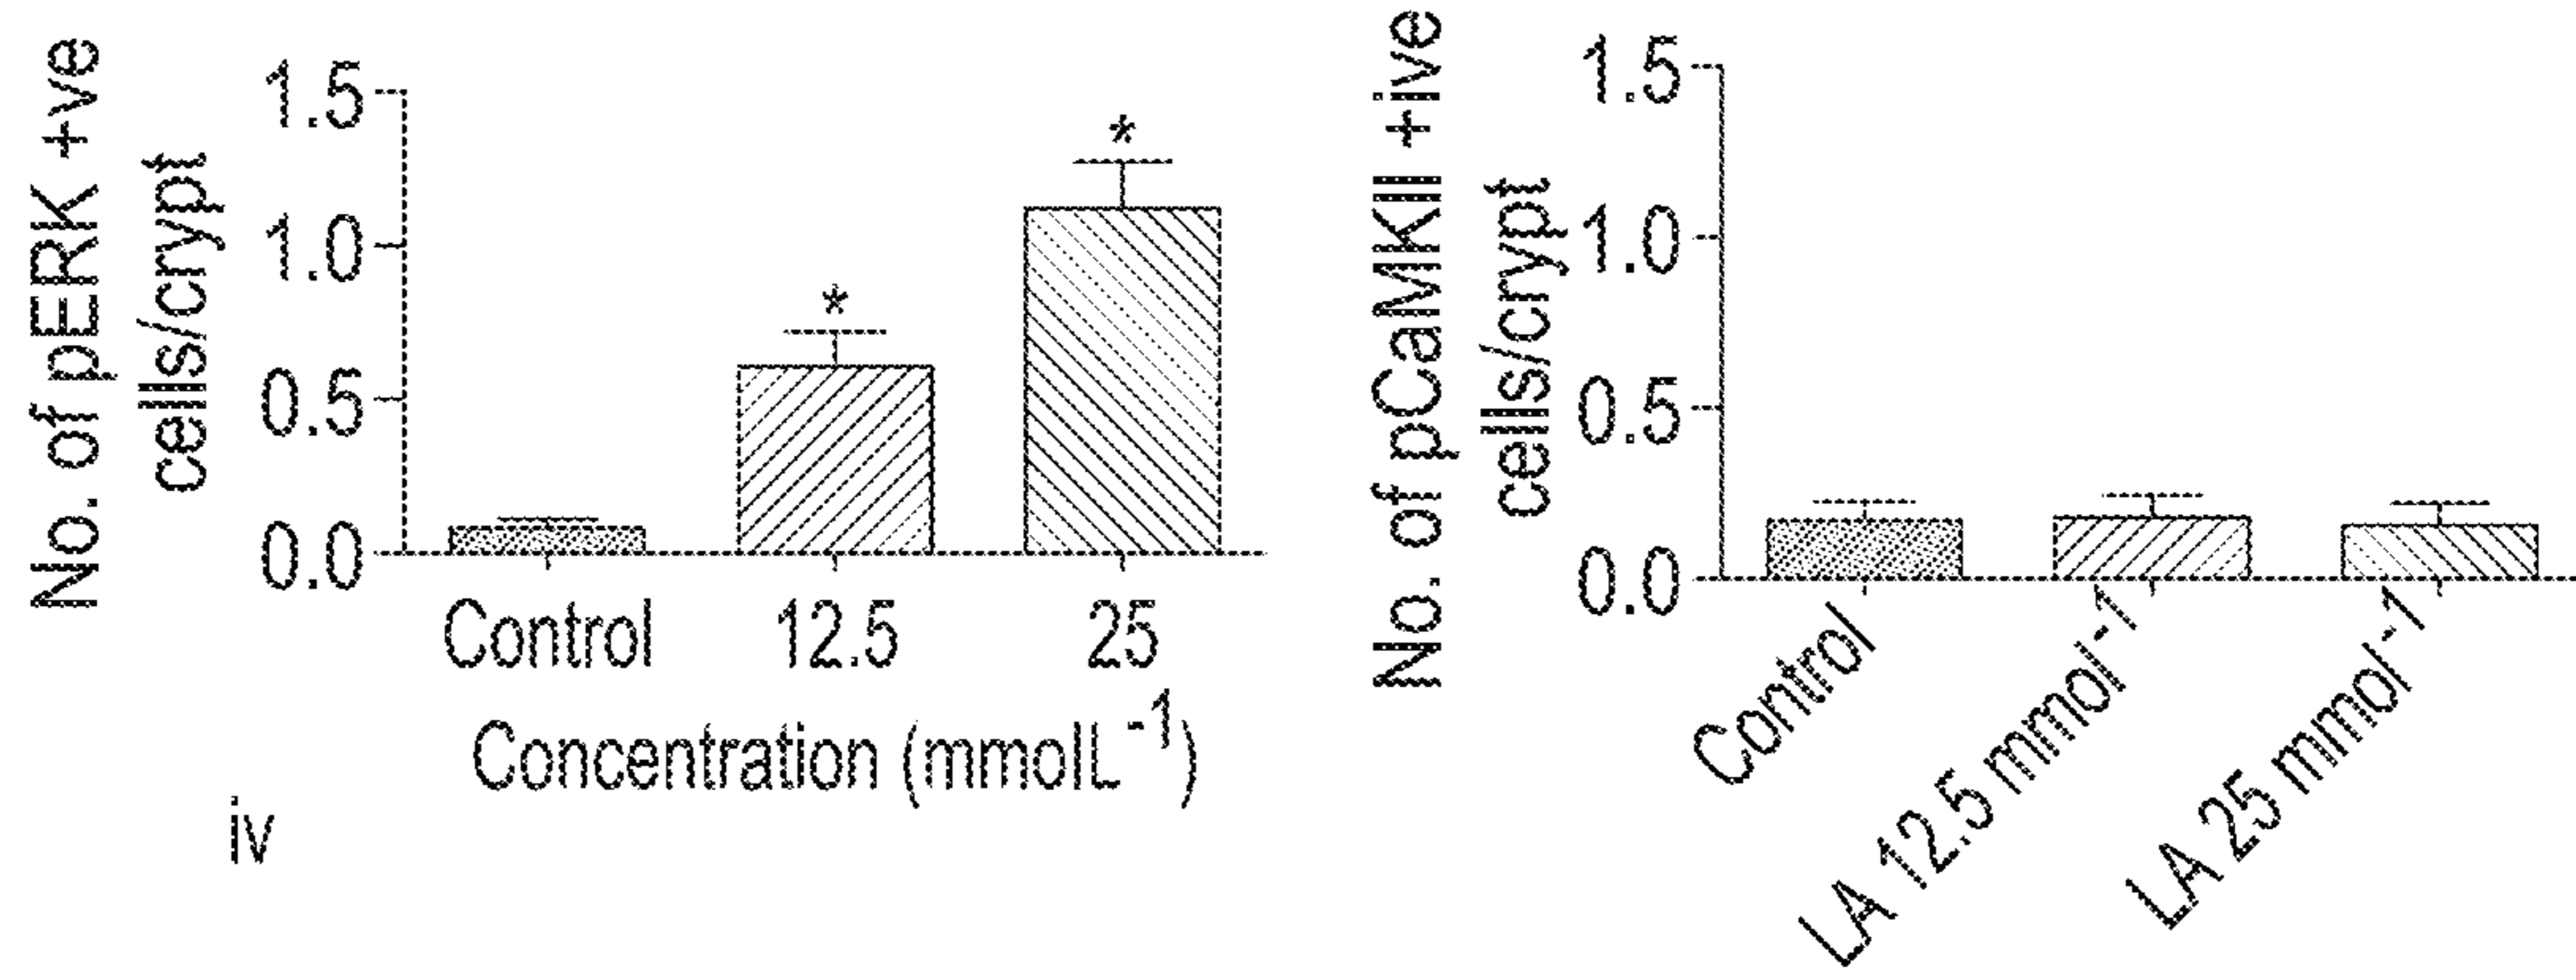 No. of pERK +ve
cells/crypt
1.5
1.0
0.5
0.0
*
*
Control 12.5 25
Concentration (mmolL⁻¹)
iv
No. of pCaMKII +ive
cells/crypt
1.5
1.0
0.5
0.0
Control
LA 12.5 mmol⁻¹
LA 25 mmol⁻¹